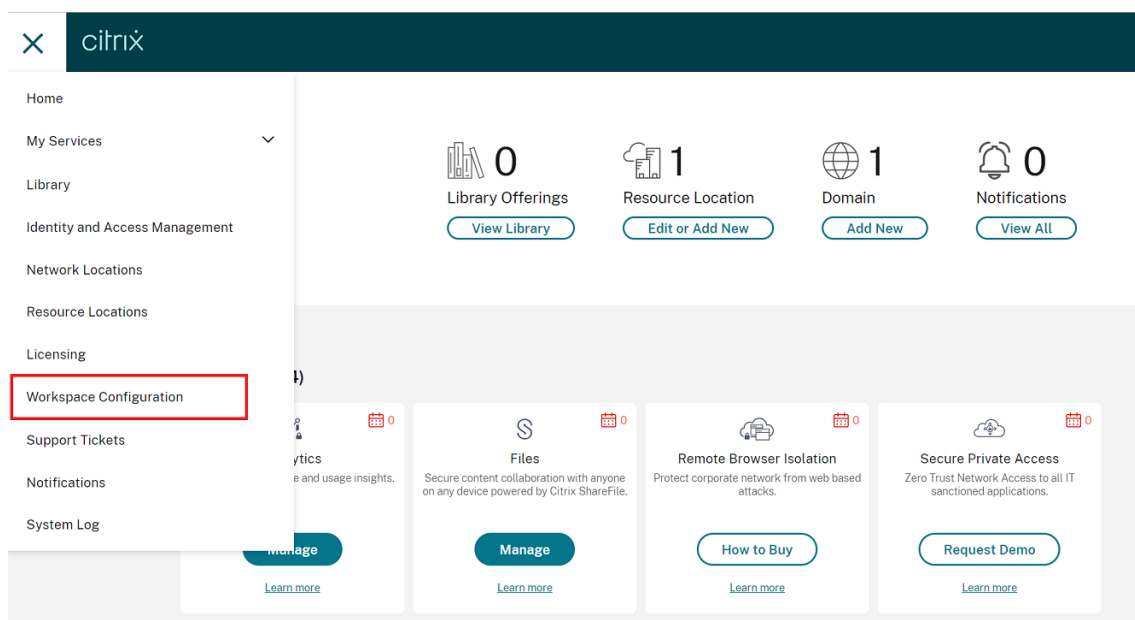 citrix
Home
My Services
Library
Identity and Access Management
Network Locations
Resource Locations
Licensing
Workspace Configuration
Support Tickets
Notifications
System Log
0
Library Offerings
View Library
1
Resource Location
Edit or Add New
1
Domain
Add New
0
Notifications
View All
4)
0
ytics
e and usage insights.
Manage
Learn more
0
Files
Secure content collaboration with anyone
on any device powered by Citrix ShareFile.
Manage
Learn more
0
Remote Browser Isolation
Protect corporate network from web based
attacks.
How to Buy
Learn more
0
Secure Private Access
Zero Trust Network Access to all IT
sanctioned applications.
Request Demo
Learn more